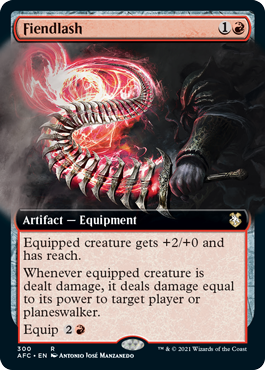 Fiendlash 1
Artifact — Equipment
Equipped creature gets +2/+0 and
has reach.
Whenever equipped creature is
dealt damage, it deals damage equal
to its power to target player or
planeswalker.
Equip 2
300 R
AFC • EN Antonio José Manzanedo
™ & © 2021 Wizards of the Coast